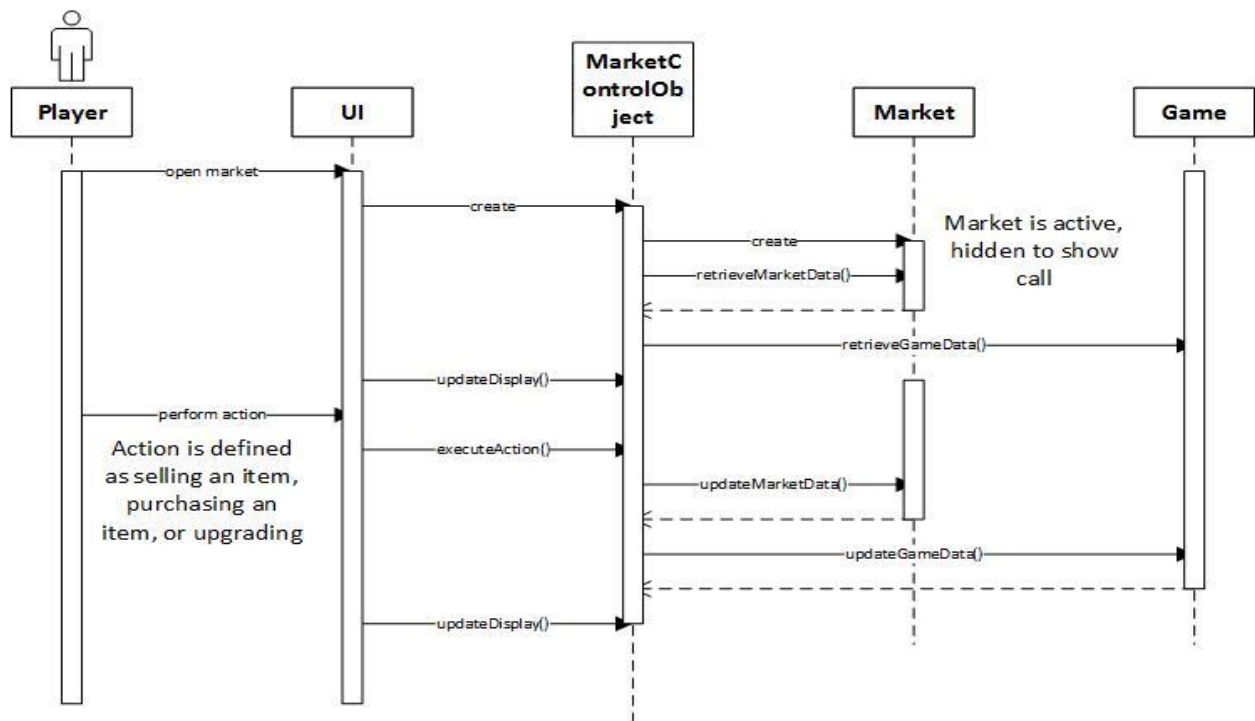 Player
UI
MarketC
ontrolOb
ject
Market
Game
open market
create
create
Market is active,
hidden to show
call
retrieveMarketData()
retrieveGameData()
updateDisplay()
perform action
Action is defined
as selling an item,
purchasing an
item, or upgrading
executeAction()
updateMarketData()
updateGameData()
updateDisplay()